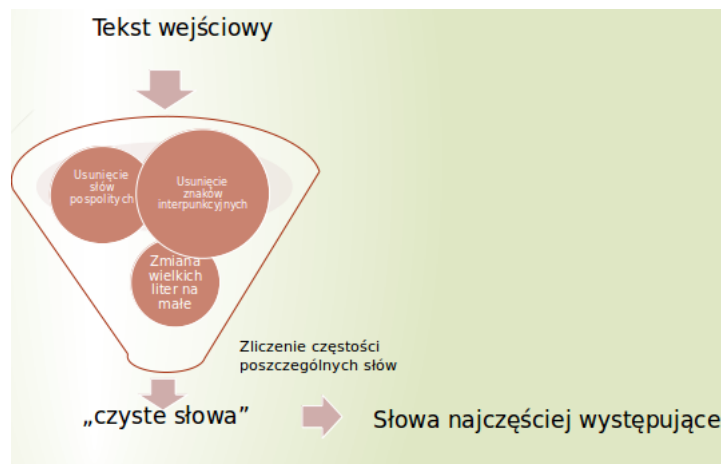 Tekst wejściowy
Usunięcie
słów
pospolitych
Usunięcie
znaków
interpunkcyjnych
Zmiana
wielkich
liter na
małe
Zliczenie częstości
poszczególnych słów
„czyste słowa”
Słowa najczęściej występujące